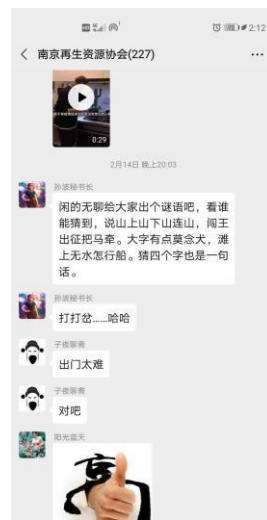 2:12
南京再生资源协会(227)
0:29
2月14日 晚上20:03
孙波秘书长
闲的无聊给大家出个谜语吧，看谁
能猜到，说山上山下山连山，闯王
出征把马牵。大字有点莫念犬，滩
上无水怎行船。猜四个字也是一句
话。
孙波秘书长
打打岔……哈哈
子夜聊斋
出门太难
子夜聊斋
对吧
阳光蓝天